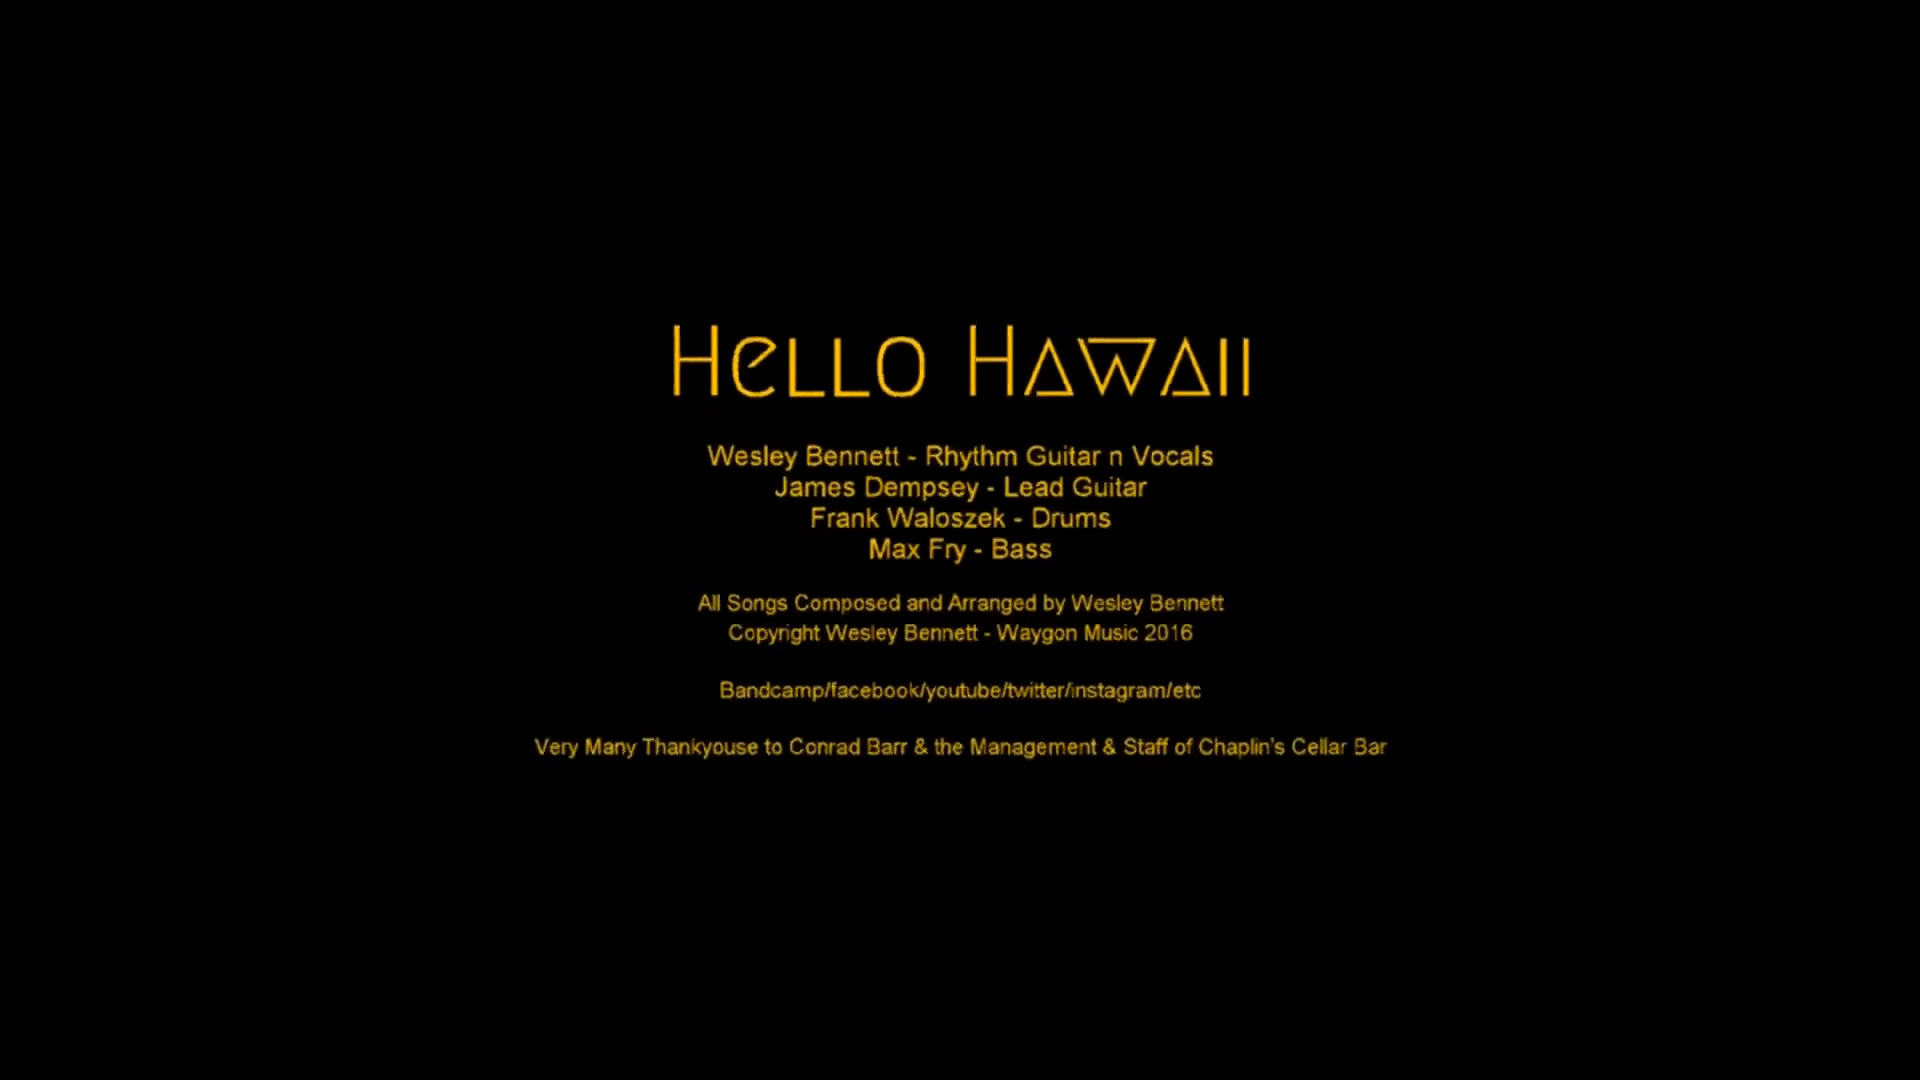 Hello Hawaii
Wesley Bennett - Rhythm Guitar n Vocals
James Dempsey - Lead Guitar
Frank Waloszek - Drums
Max Fry - Bass
All Songs Composed and Arranged by Wesley Bennett
Copyright Wesley Bennett - Waygon Music 2016
Bandcamp/facebook/youtube/twitter/instagram/etc
Very Many Thankyouse to Conrad Barr & the Management & Staff of Chaplin's Cellar Bar